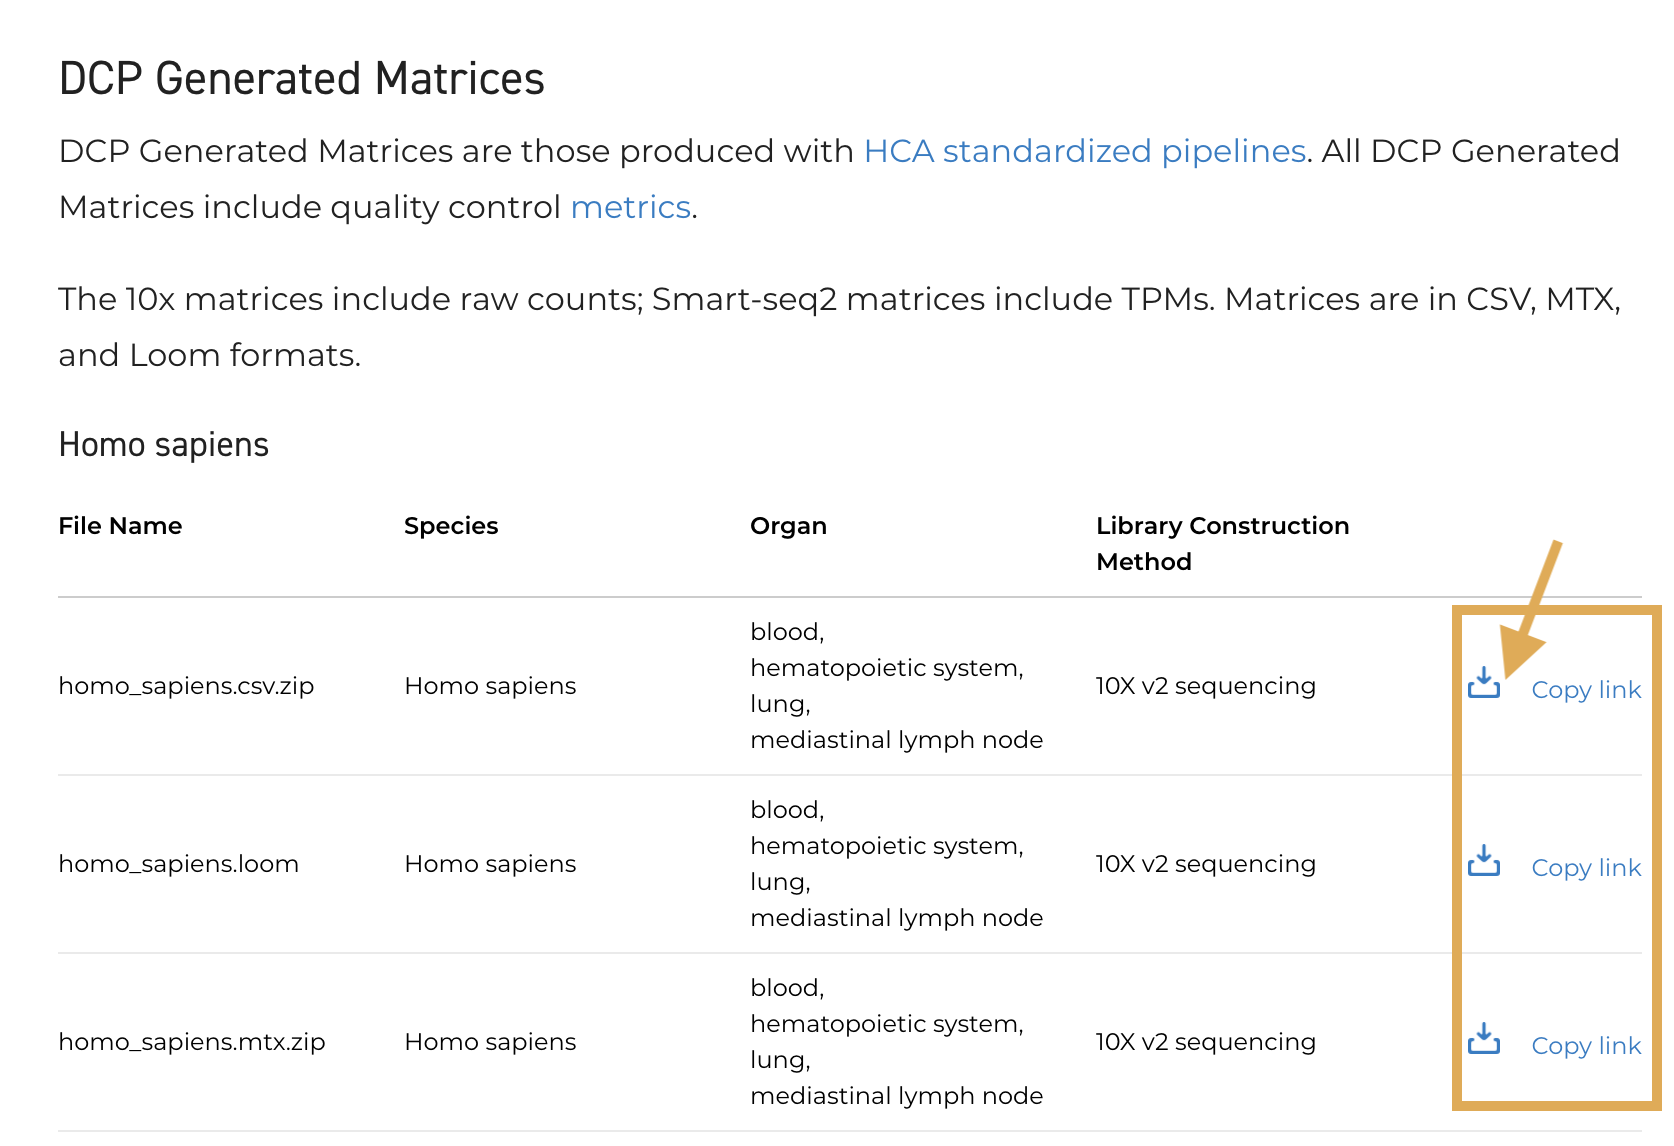 DCP Generated Matrices
DCP Generated Matrices are those produced with HCA standardized pipelines. All DCP Generated
Matrices include quality control metrics.
The 10x matrices include raw counts; Smart-seq2 matrices include TPMs. Matrices are in CSV, MTX,
and Loom formats.
Homo sapiens
File Name Species Organ Library Construction
Method
blood,
hematopoietic system,
homo_sapiens.csv.zip Homo sapiens 10X v2 sequencing Copy link
lung,
mediastinal lymph node
blood,
hematopoietic system,
homo_sapiens.loom Homo sapiens 10X v2 sequencing Copy link
lung,
mediastinal lymph node
blood,
hematopoietic system,
homo_sapiens.mtx.zip Homo sapiens 10X v2 sequencing Copy link
lung,
mediastinal lymph node